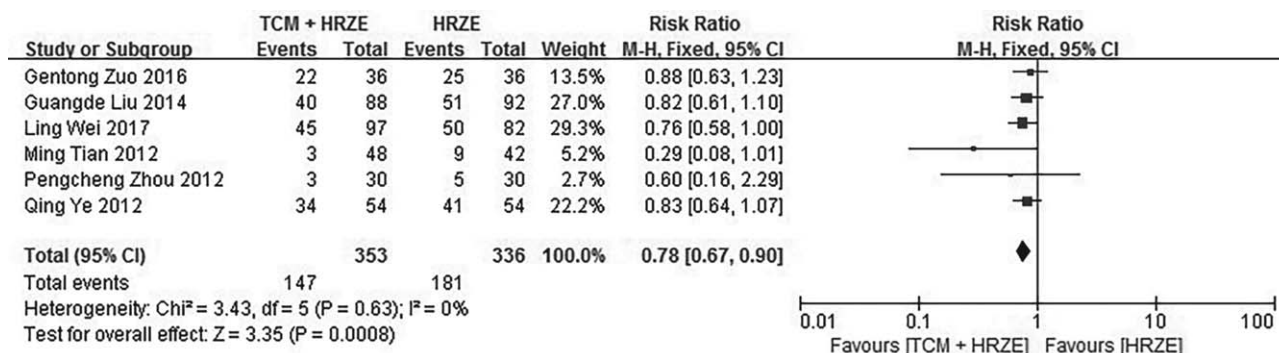 TCM + HRZE HRZE Risk Ratio Risk Ratio
Study or Subgroup Events Total Events Total Weight M-H, Fixed, 95% CI M-H, Fixed, 95% CI
Gentong Zuo 2016 22 36 25 36 13.5% 0.88 [0.63, 1.23]
Guangde Liu 2014 40 88 51 92 27.0% 0.82 [0.61, 1.10]
Ling Wei 2017 45 97 50 82 29.3% 0.76 [0.58, 1.00]
Ming Tian 2012 3 48 9 42 5.2% 0.29 [0.08, 1.01]
Pengcheng Zhou 2012 3 30 5 30 2.7% 0.60 [0.16, 2.29]
Qing Ye 2012 34 54 41 54 22.2% 0.83 [0.64, 1.07]
Total (95% CI) 353 336 100.0% 0.78 [0.67, 0.90]
Total events 147 181
Heterogeneity: Chi² = 3.43, df = 5 (P = 0.63); I² = 0%
Test for overall effect: Z = 3.35 (P = 0.0008)
0.01 0.1 1 10 100
Favours [TCM + HRZE] Favours [HRZE]